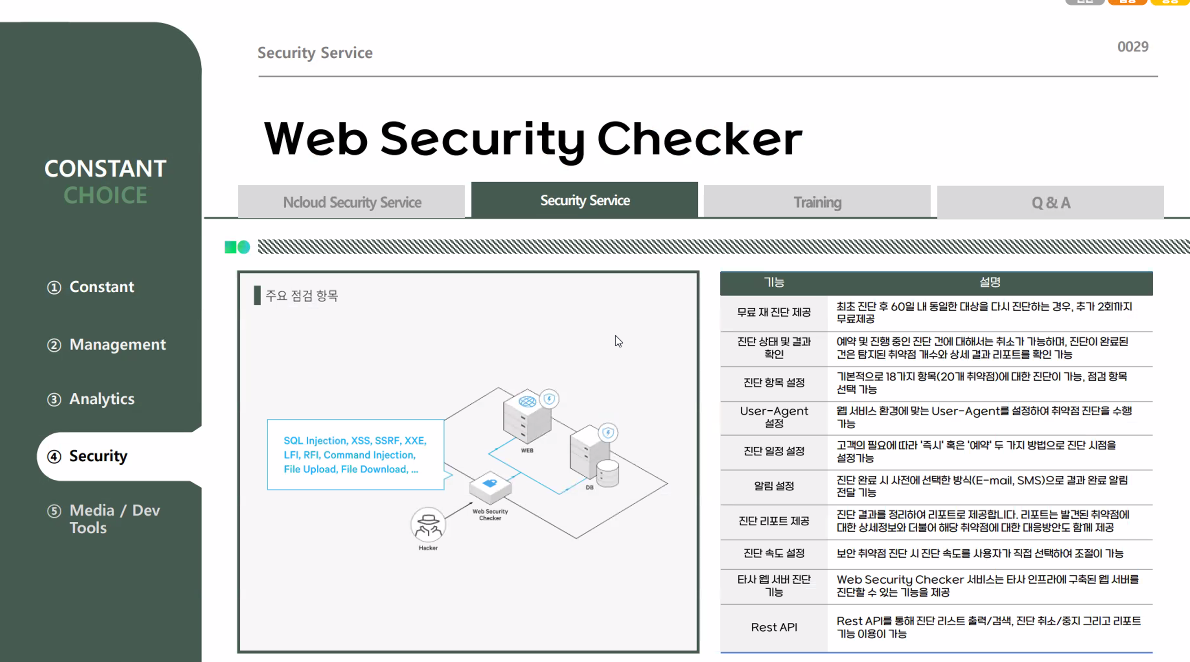 Security Service
0029
Web Security Checker
CONSTANT
CHOICE
Ncloud Security Service
Security Service
Training
Q & A
① Constant
② Management
③ Analytics
④ Security
⑤ Media / Dev
Tools
주요 점검 항목
SQL Injection, XSS, SSRF, XXE,
LFI, RFI, Command Injection,
File Upload, File Download, ...
WEB
DB
Web Security
Checker
Hacker
기능
설명
무료 재 진단 제공
최초 진단 후 60일 내 동일한 대상을 다시 진단하는 경우, 추가 2회까지
무료제공
진단 상태 및 결과
확인
예약 및 진행 중인 진단 건에 대해서는 취소가 가능하며, 진단이 완료된
건은 탐지된 취약점 개수와 상세 결과 리포트를 확인 가능
진단 항목 설정
기본적으로 18가지 항목(20개 취약점)에 대한 진단이 가능, 점검 항목
선택 가능
User-Agent
설정
웹 서비스 환경에 맞는 User-Agent를 설정하여 취약점 진단을 수행
가능
진단 일정 설정
고객의 필요에 따라 '즉시' 혹은 '예약' 두 가지 방법으로 진단 시점을
설정가능
알림 설정
진단 완료 시 사전에 선택한 방식(E-mail, SMS)으로 결과 완료 알림
전달 기능
진단 리포트 제공
진단 결과를 정리하여 리포트로 제공합니다. 리포트는 발견된 취약점에
대한 상세정보와 더불어 해당 취약점에 대한 대응방안도 함께 제공
진단 속도 설정
보안 취약점 진단 시 진단 속도를 사용자가 직접 선택하여 조절이 가능
타사 웹 서버 진단
기능
Web Security Checker 서비스는 타사 인프라에 구축된 웹 서버를
진단할 수 있는 기능을 제공
Rest API
Rest API를 통해 진단 리스트 출력/검색, 진단 취소/중지 그리고 리포트
기능 이용이 가능